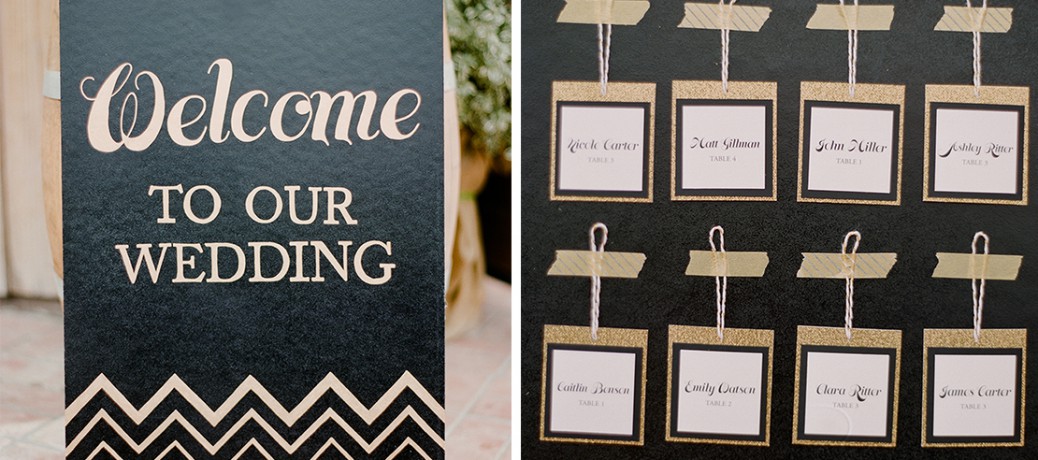 Welcome
TO OUR
WEDDING
Nicole Carter
TABLE 5
Matt Gillman
TABLE 4
John Miller
TABLE 1
Ashley Ritter
TABLE 3
Caitlin Benson
TABLE 1
Emily Watson
TABLE 2
Clara Ritter
TABLE 3
James Carter
TABLE 5